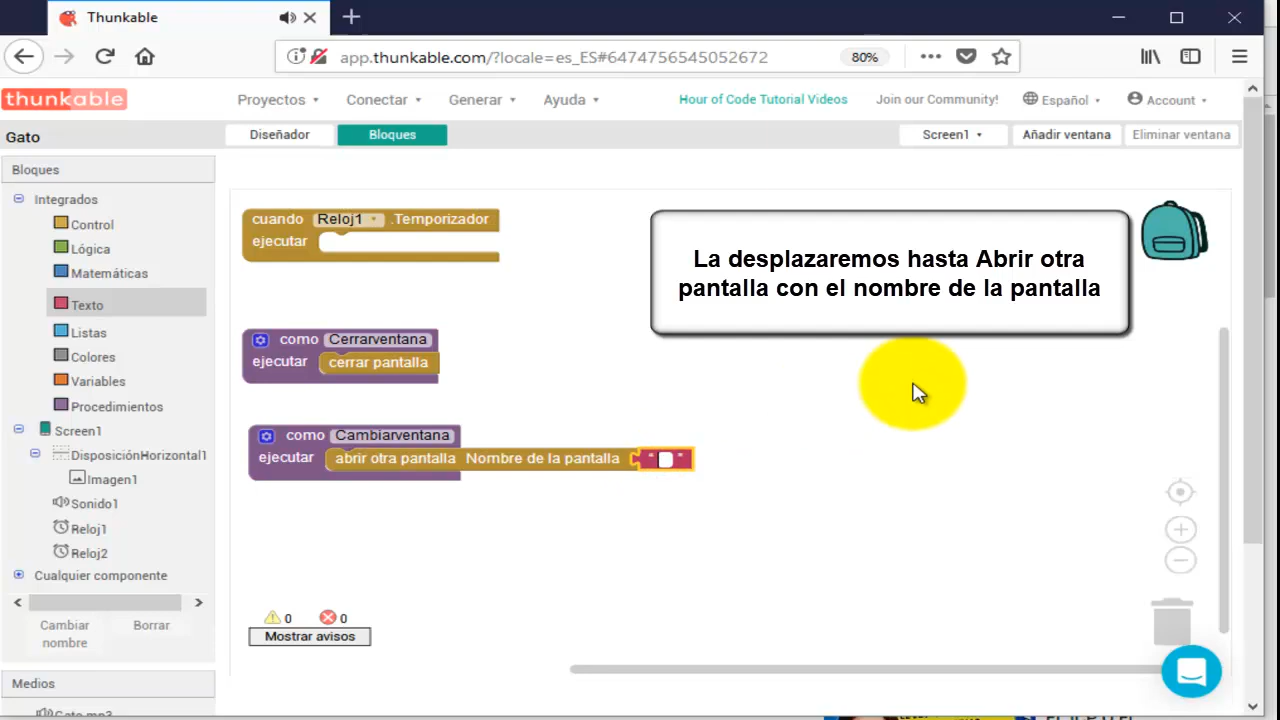 Thunkable
app.thunkable.com/?locale=es_ES#6474756545052672
80%
thunkable
Proyectos
Conectar
Generar
Ayuda
Hour of Code Tutorial Videos
Join our Community!
Español
Account
Gato
Diseñador
Bloques
Screen1
Añadir ventana
Eliminar ventana
Bloques
Integrados
Control
Lógica
Matemáticas
Texto
Listas
Colores
Variables
Procedimientos
Screen1
DisposiciónHorizontal1
Imagen1
Sonido1
Reloj1
Reloj2
Cualquier componente
Cambiar
nombre
Borrar
Medios
Gato.mp3
cuando Reloj1 .Temporizador
ejecutar
como Cerrarventana
ejecutar cerrar pantalla
como Cambiarventana
ejecutar abrir otra pantalla Nombre de la pantalla " "
La desplazaremos hasta Abrir otra
pantalla con el nombre de la pantalla
0 0
Mostrar avisos